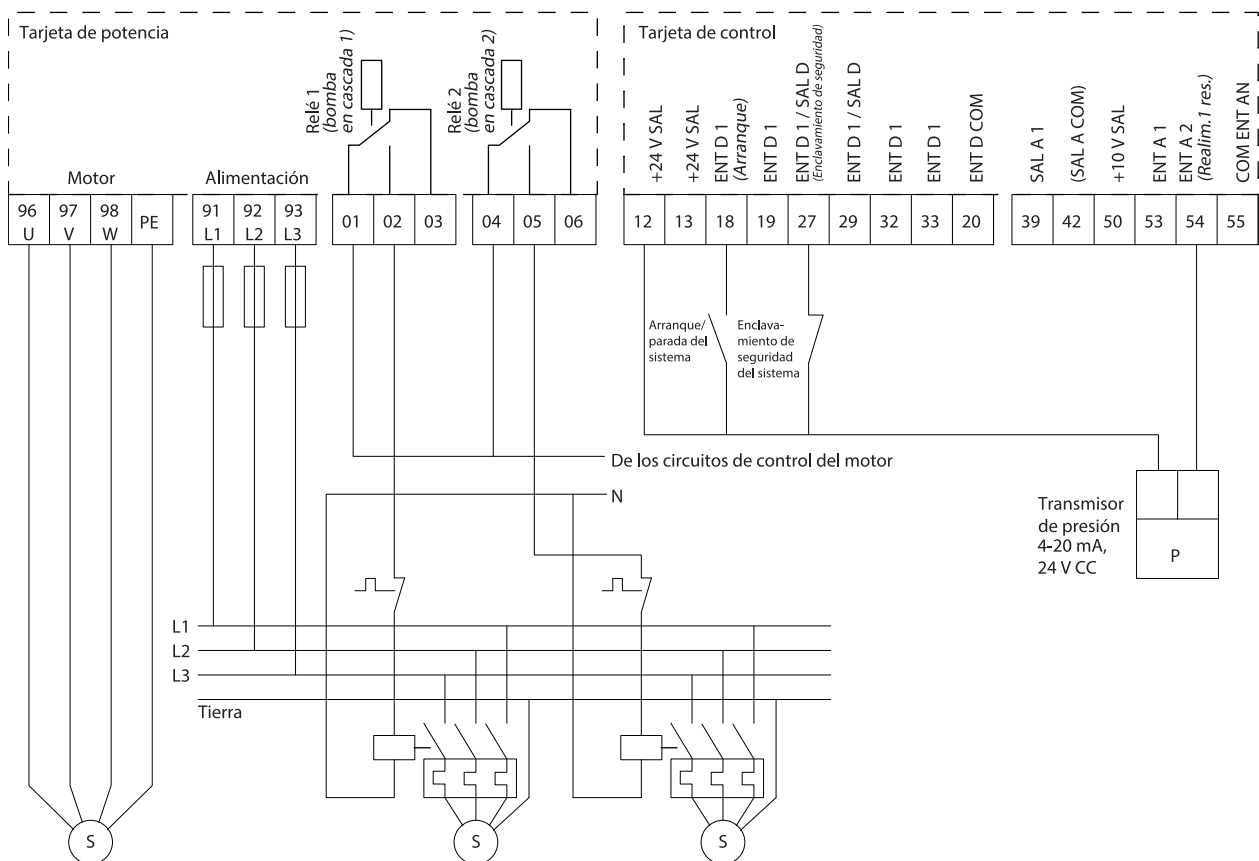 Tarjeta de potencia
Relé 1
(bomba
en cascada 1)
Relé 2
(bomba
en cascada 2)
Motor
Alimentación
96
U
97
V
98
W
PE
91
L1
92
L2
93
L3
01
02
03
04
05
06
Tarjeta de control
+24 V SAL
+24 V SAL
ENT D 1
(Arranque)
ENT D 1
ENT D 1 / SAL D
(Enclavamiento de seguridad)
ENT D 1 / SAL D
ENT D 1
ENT D 1
ENT D COM
SAL A 1
(SAL A COM)
+10 V SAL
ENT A 1
ENT A 2
(Realim.1 res.)
COM ENT AN
12
13
18
19
27
29
32
33
20
39
42
50
53
54
55
Arranque/
parada del
sistema
Enclava-
miento de
seguridad
del sistema
De los circuitos de control del motor
N
Transmisor
de presión
4-20 mA,
24 V CC
P
L1
L2
L3
Tierra
S
S
S